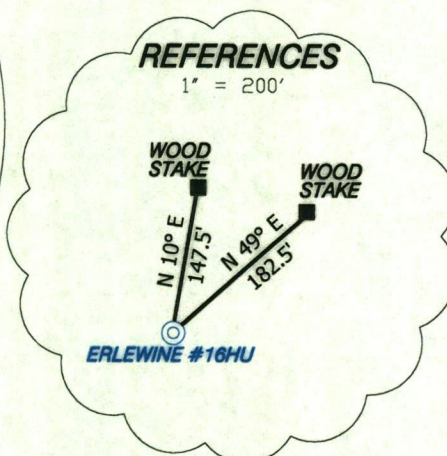 REFERENCES
1" = 200'
WOOD
STAKE
WOOD
STAKE
N 10° E
147.5'
N 49° E
182.5'
ERLEWINE #16HU